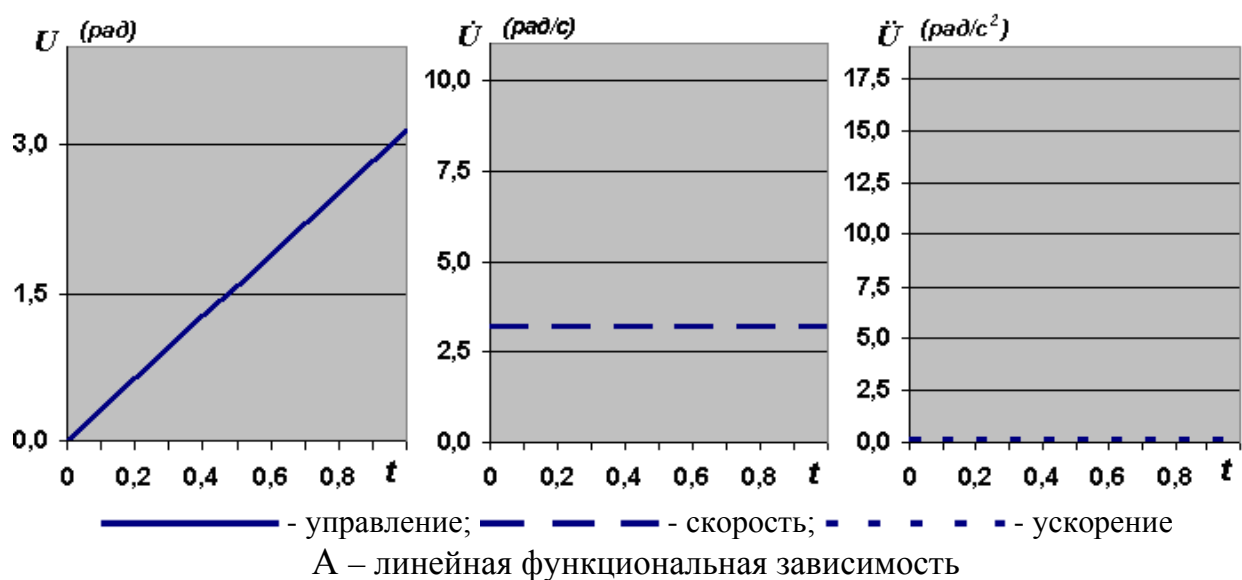 U (рад)
3,0
1,5
0,0
0 0,2 0,4 0,6 0,8 t
U̇ (рад/с)
10,0
7,5
5,0
2,5
0,0
0 0,2 0,4 0,6 0,8 t
Ü (рад/с²)
17,5
15,0
12,5
10,0
7,5
5,0
2,5
0,0
0 0,2 0,4 0,6 0,8 t
- управление; - скорость; - ускорение
А – линейная функциональная зависимость